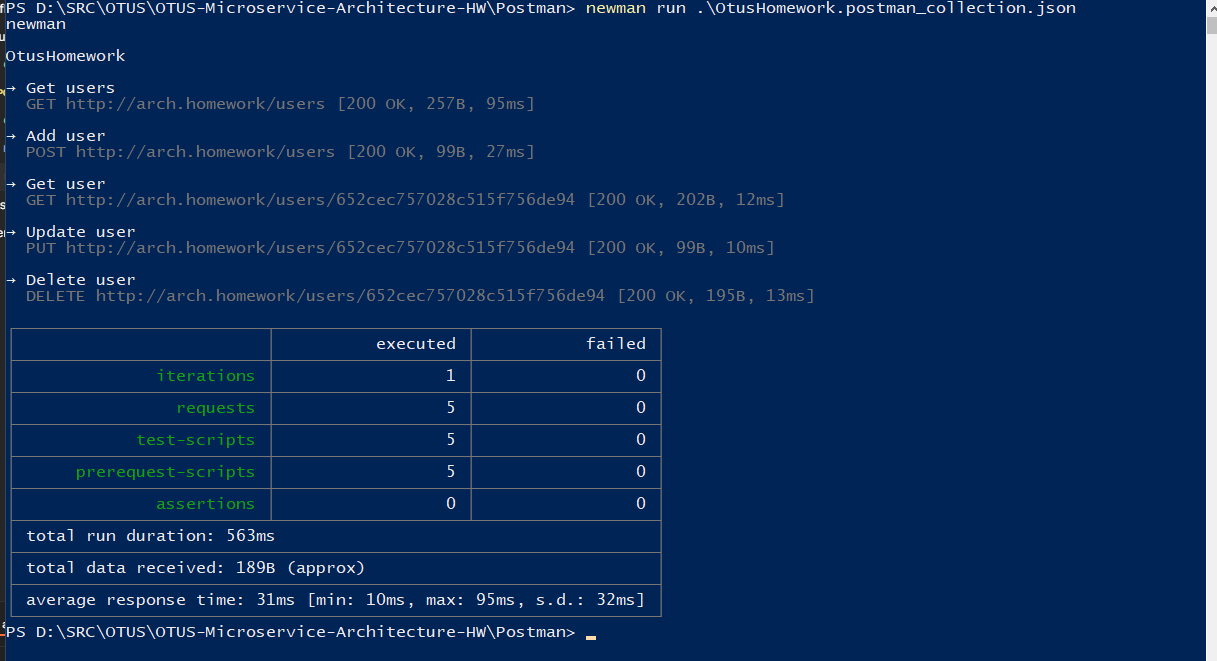 PS D:\SRC\OTUS\OTUS-Microservice-Architecture-HW\Postman> newman run .\OtusHomework.postman_collection.json
newman
OtusHomework
→ Get users
GET http://arch.homework/users [200 OK, 257B, 95ms]
→ Add user
POST http://arch.homework/users [200 OK, 99B, 27ms]
→ Get user
GET http://arch.homework/users/652cec757028c515f756de94 [200 OK, 202B, 12ms]
→ Update user
PUT http://arch.homework/users/652cec757028c515f756de94 [200 OK, 99B, 10ms]
→ Delete user
DELETE http://arch.homework/users/652cec757028c515f756de94 [200 OK, 195B, 13ms]
executed failed
iterations 1 0
requests 5 0
test-scripts 5 0
prerequest-scripts 5 0
assertions 0 0
total run duration: 563ms
total data received: 189B (approx)
average response time: 31ms [min: 10ms, max: 95ms, s.d.: 32ms]
PS D:\SRC\OTUS\OTUS-Microservice-Architecture-HW\Postman>